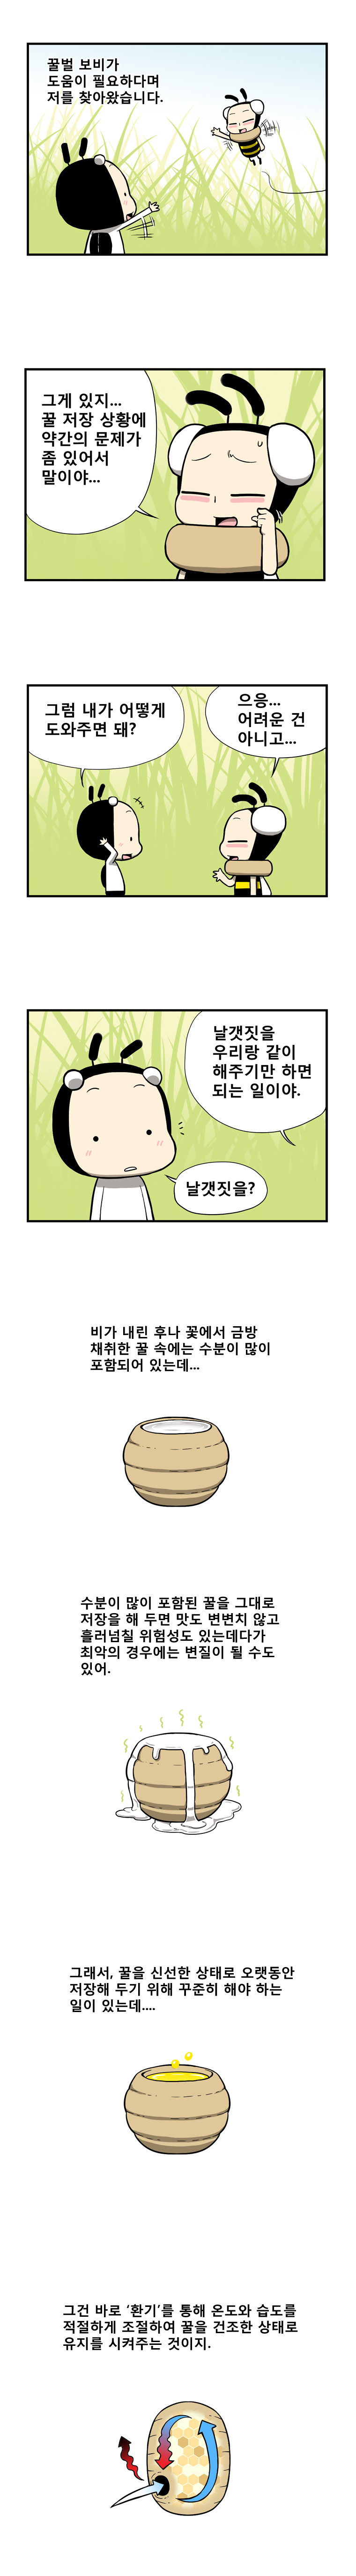 꿀벌 보비가
도움이 필요하다며
저를 찾아왔습니다.
그게 있지...
꿀 저장 상황에
약간의 문제가
좀 있어서
말이야...
그럼 내가 어떻게
도와주면 돼?
으응...
어려운 건
아니고...
날갯짓을
우리랑 같이
해주기만 하면
되는 일이야.
날갯짓을?
비가 내린 후나 꽃에서 금방
채취한 꿀 속에는 수분이 많이
포함되어 있는데...
수분이 많이 포함된 꿀을 그대로
저장을 해 두면 맛도 변변치 않고
흘러넘칠 위험성도 있는데다가
최악의 경우에는 변질이 될 수도
있어.
그래서, 꿀을 신선한 상태로 오랫동안
저장해 두기 위해 꾸준히 해야 하는
일이 있는데....
그건 바로 '환기'를 통해 온도와 습도를
적절하게 조절하여 꿀을 건조한 상태로
유지를 시켜주는 것이지.